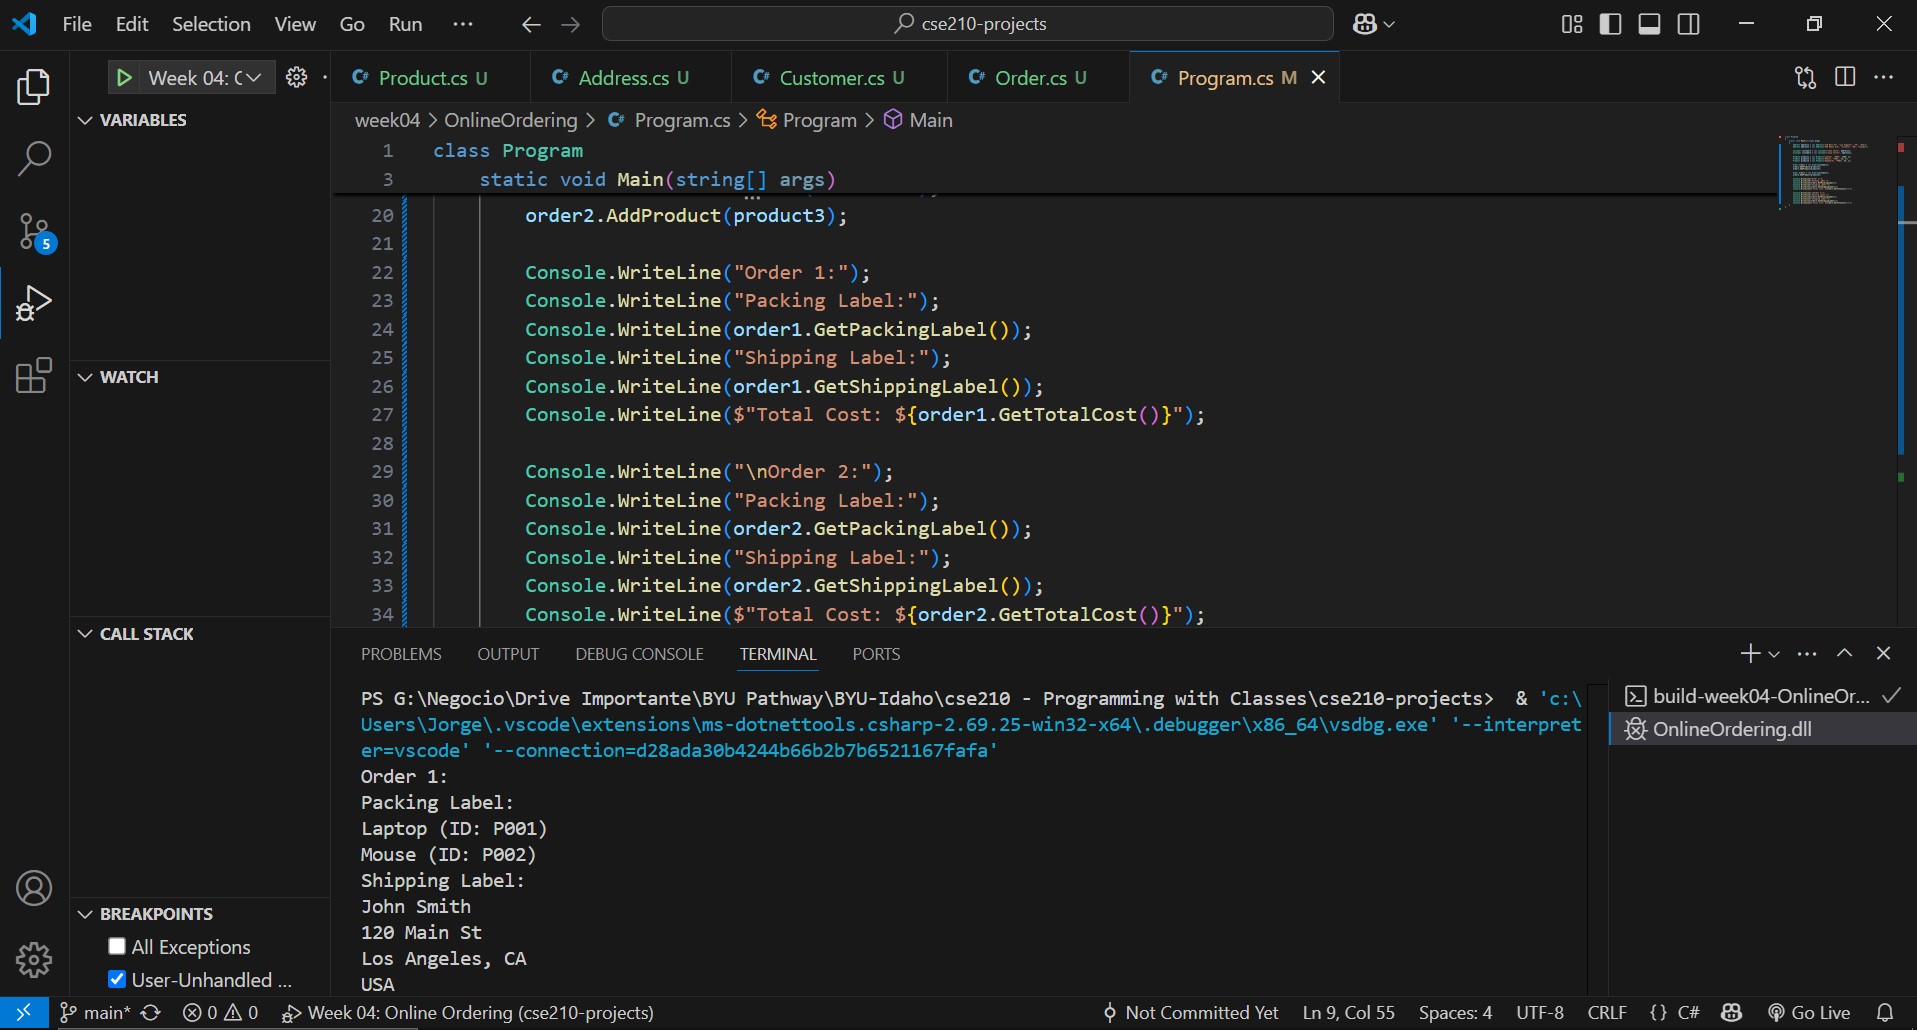 File Edit Selection View Go Run ··· cse210-projects
Week 04: C
Product.cs U Address.cs U Customer.cs U Order.cs U Program.cs M
VARIABLES
WATCH
CALL STACK
BREAKPOINTS
All Exceptions
User-Unhandled ...
5
week04 > OnlineOrdering > Program.cs > Program > Main
1 class Program
3 static void Main(string[] args)
20 order2.AddProduct(product3);
21
22 Console.WriteLine("Order 1:");
23 Console.WriteLine("Packing Label:");
24 Console.WriteLine(order1.GetPackingLabel());
25 Console.WriteLine("Shipping Label:");
26 Console.WriteLine(order1.GetShippingLabel());
27 Console.WriteLine($"Total Cost: ${order1.GetTotalCost()}");
28
29 Console.WriteLine("\nOrder 2:");
30 Console.WriteLine("Packing Label:");
31 Console.WriteLine(order2.GetPackingLabel());
32 Console.WriteLine("Shipping Label:");
33 Console.WriteLine(order2.GetShippingLabel());
34 Console.WriteLine($"Total Cost: ${order2.GetTotalCost()}");
PROBLEMS OUTPUT DEBUG CONSOLE TERMINAL PORTS
PS G:\Negocio\Drive Importante\BYU Pathway\BYU-Idaho\cse210 - Programming with Classes\cse210-projects> & 'c:\
Users\Jorge\.vscode\extensions\ms-dotnettools.csharp-2.69.25-win32-x64\.debugger\x86_64\vsdbg.exe' '--interpret
er=vscode' '--connection=d28ada30b4244b66b2b7b6521167fafa'
Order 1:
Packing Label:
Laptop (ID: P001)
Mouse (ID: P002)
Shipping Label:
John Smith
120 Main St
Los Angeles, CA
USA
build-week04-OnlineOr...
OnlineOrdering.dll
main* 0 0 Week 04: Online Ordering (cse210-projects) Not Committed Yet Ln 9, Col 55 Spaces: 4 UTF-8 CRLF {} C# Go Live